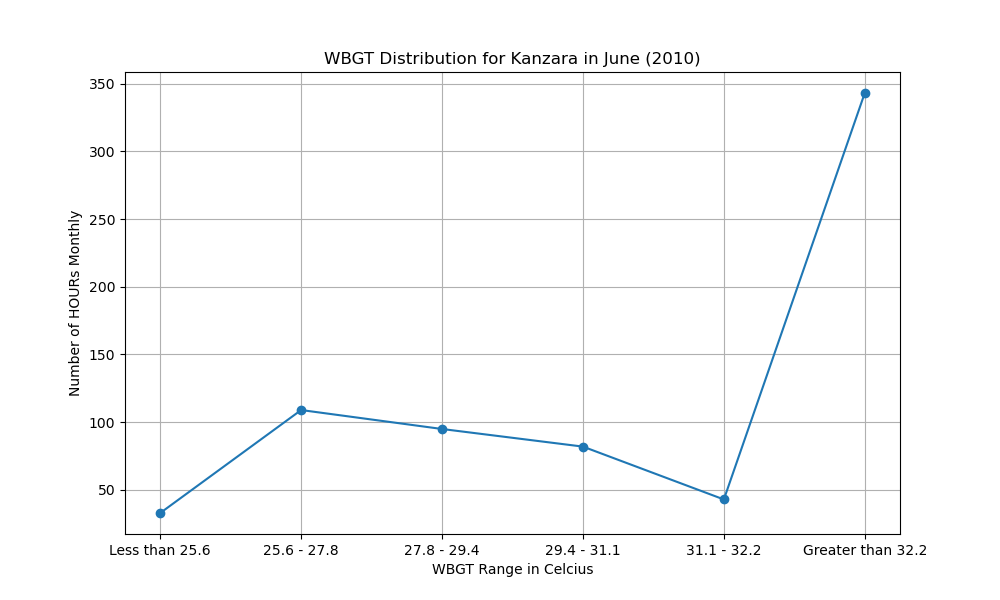 WBGT Distribution for Kanzara in June (2010)
Number of HOURs Monthly
350
300
250
200
150
100
50
Less than 25.6
25.6 - 27.8
27.8 - 29.4
29.4 - 31.1
31.1 - 32.2
Greater than 32.2
WBGT Range in Celcius